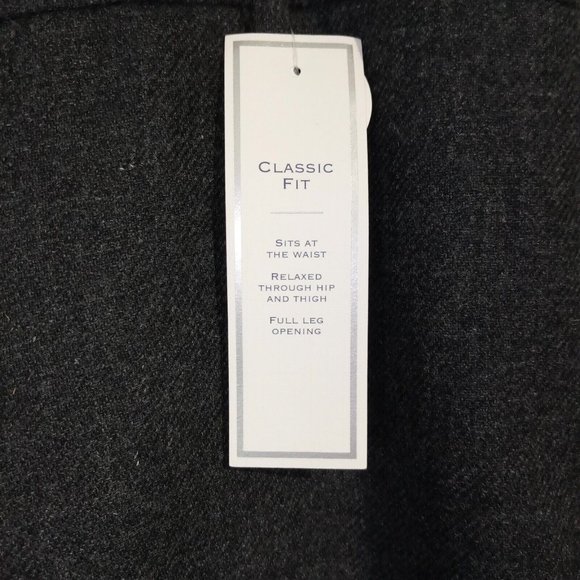 CLASSIC
FIT
SITS AT
THE WAIST
RELAXED
THROUGH HIP
AND THIGH
FULL LEG
OPENING